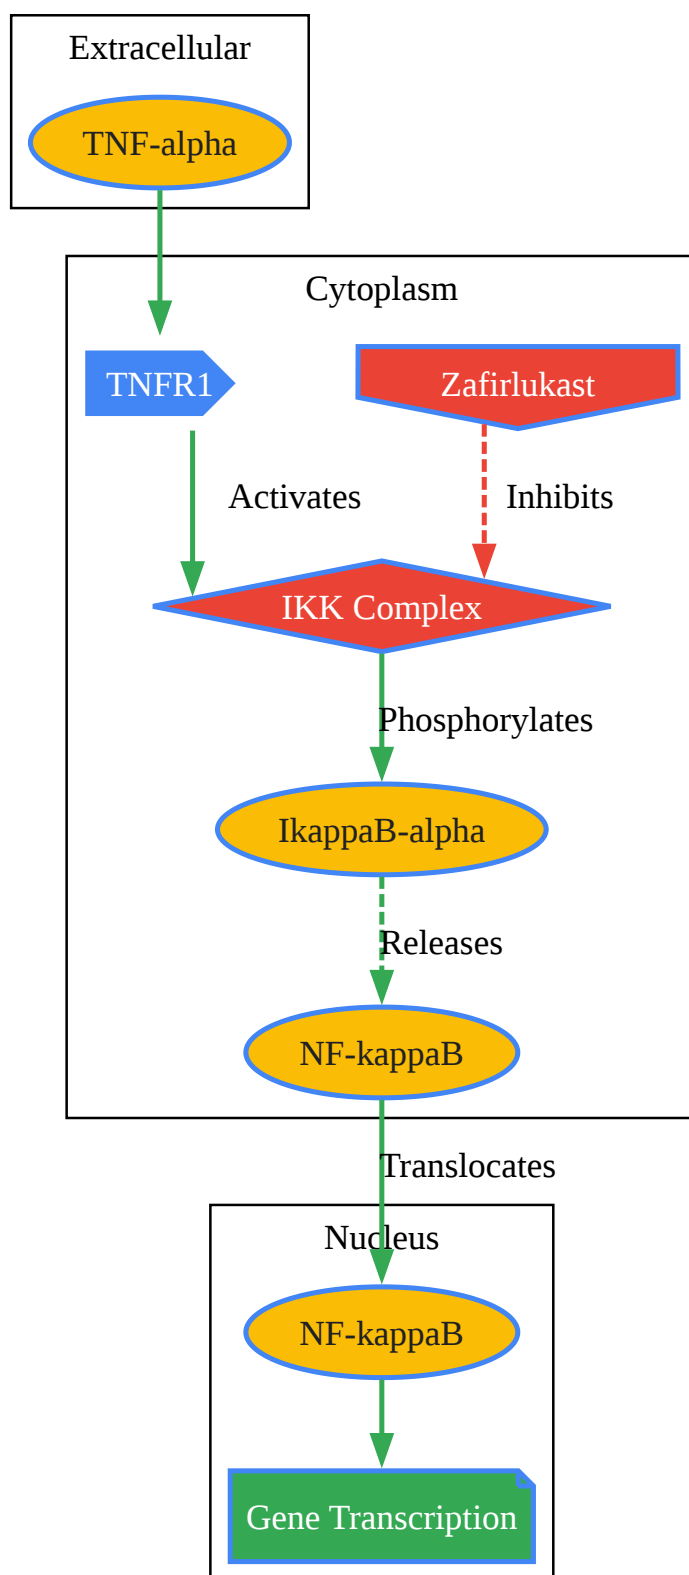 Extracellular
TNF-alpha
Cytoplasm
TNFR1
Zafirlukast
Activates
Inhibits
IKK Complex
Phosphorylates
IkappaB-alpha
Releases
NF-kappaB
Translocates
Nucleus
NF-kappaB
Gene Transcription